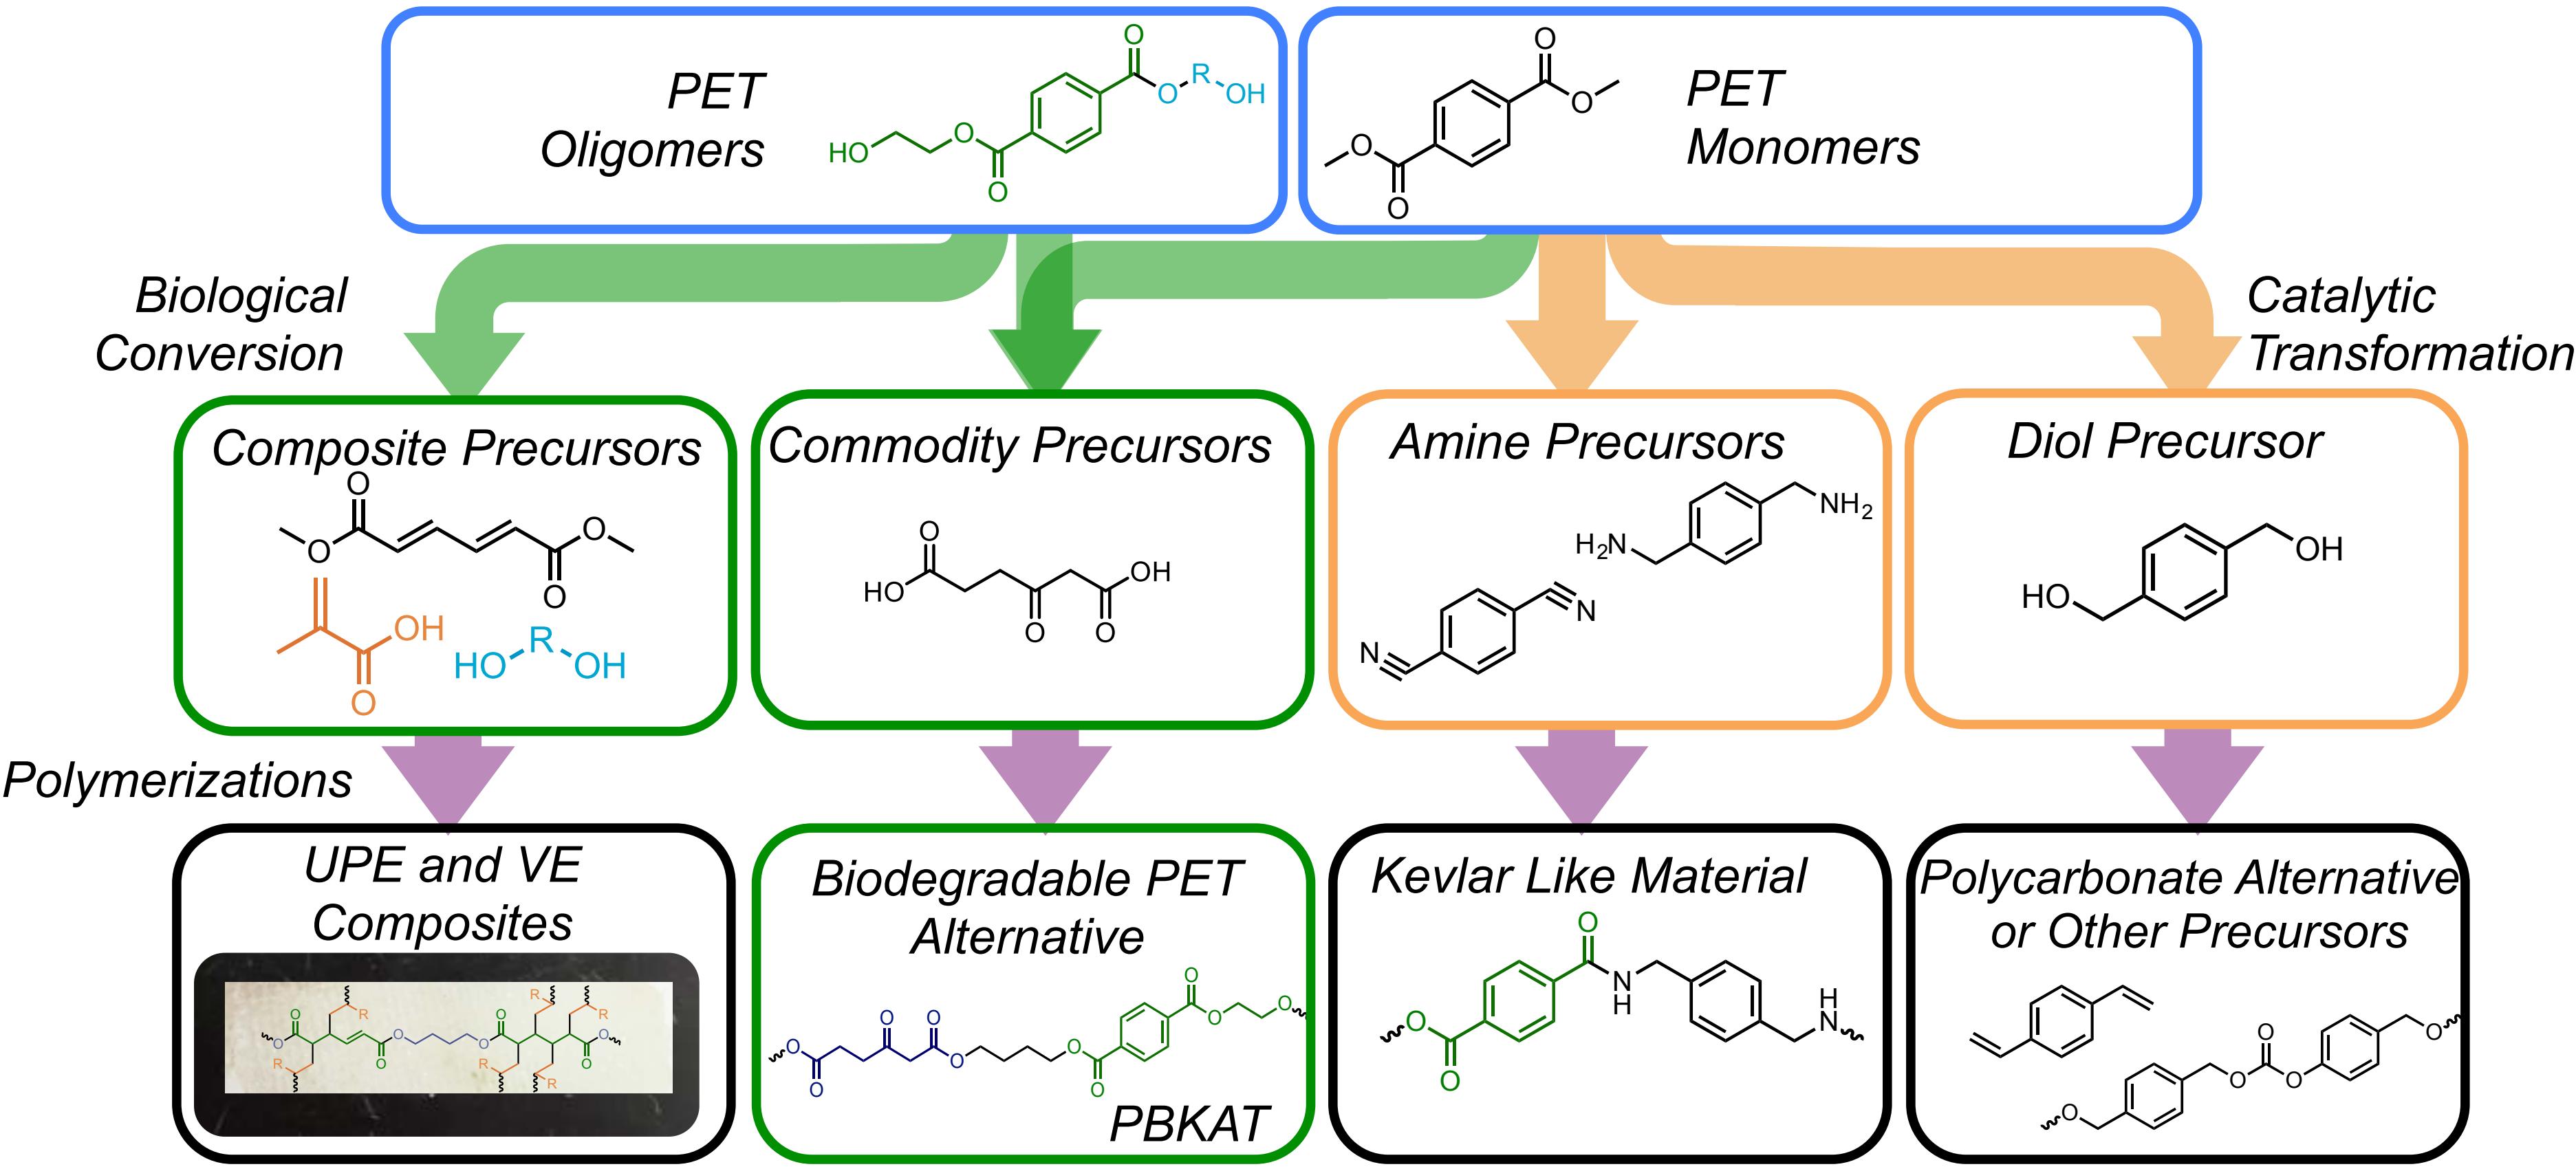 PET
Oligomers
O
O
R
OH
HO
O
O
PET
Monomers
O
O
O
O
Biological
Conversion
Catalytic
Transformation
Composite Precursors
O
O
O
O
OH
O
HO
R
OH
Commodity Precursors
O
HO
OH
O
O
Amine Precursors
NH2
H2N
N
N
Diol Precursor
OH
HO
Polymerizations
UPE and VE
Composites
R
R
R
R
O
O
O
O
O
O
O
O
R
R
R
Biodegradable PET
Alternative
O
O
O
O
O
O
O
O
O
O
O
PBKAT
Kevlar Like Material
O
N
H
H
N
O
O
Polycarbonate Alternative
or Other Precursors
O
O
O
O
O